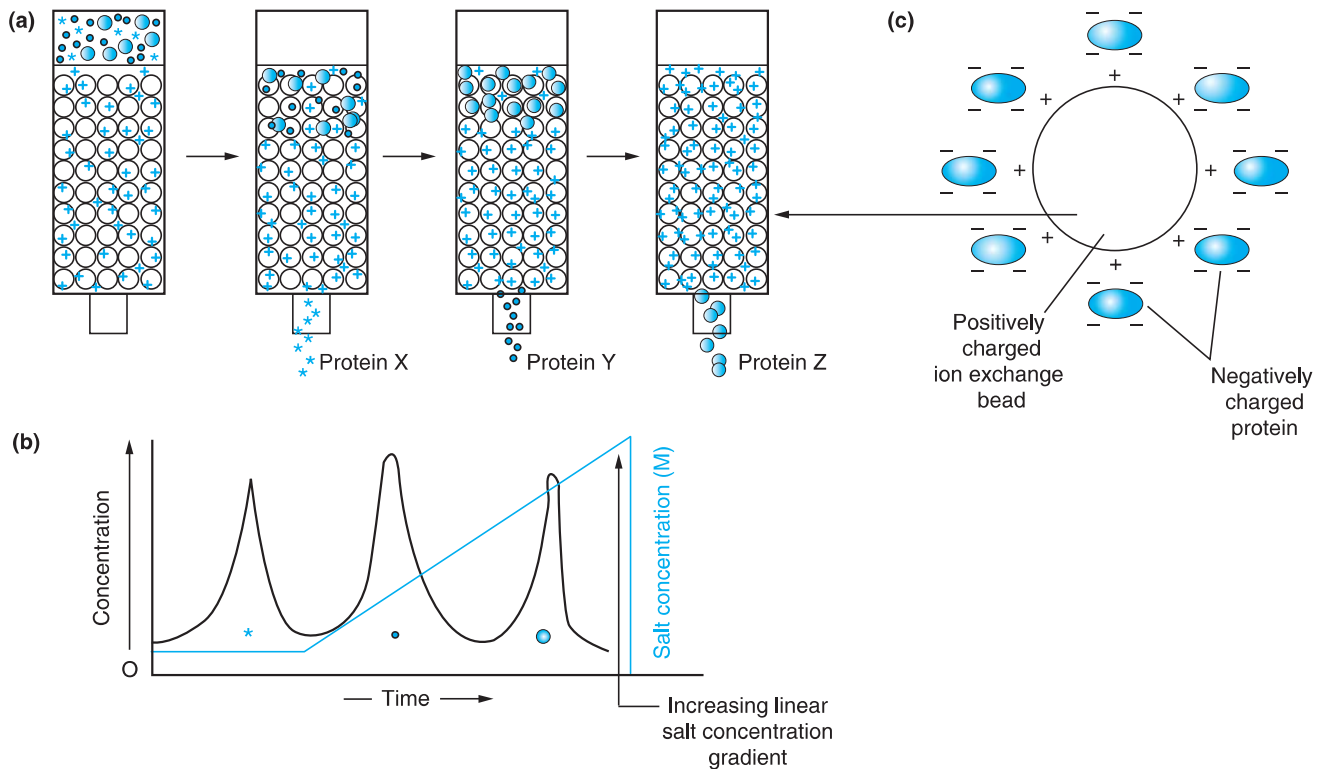 (a)
Protein X
Protein Y
Protein Z
(c)
Positively
charged
ion exchange
bead
Negatively
charged
protein
(b)
Concentration
O
Time
Salt concentration (M)
Increasing linear
salt concentration
gradient